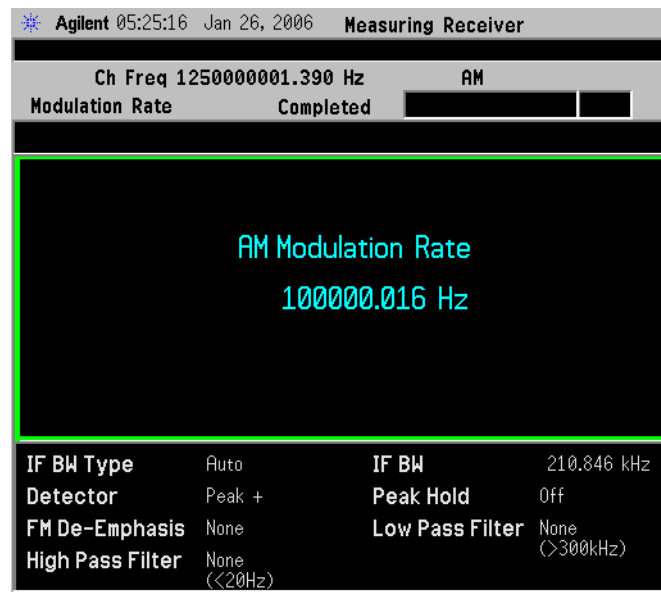 Agilent 05:25:16 Jan 26, 2006 Measuring Receiver
Ch Freq 1250000001.390 Hz AM
Modulation Rate Completed
AM Modulation Rate
100000.016 Hz
IF BW Type Auto IF BW 210.846 kHz
Detector Peak + Peak Hold Off
FM De-Emphasis None Low Pass Filter None
(>300kHz)
High Pass Filter None
(<20Hz)